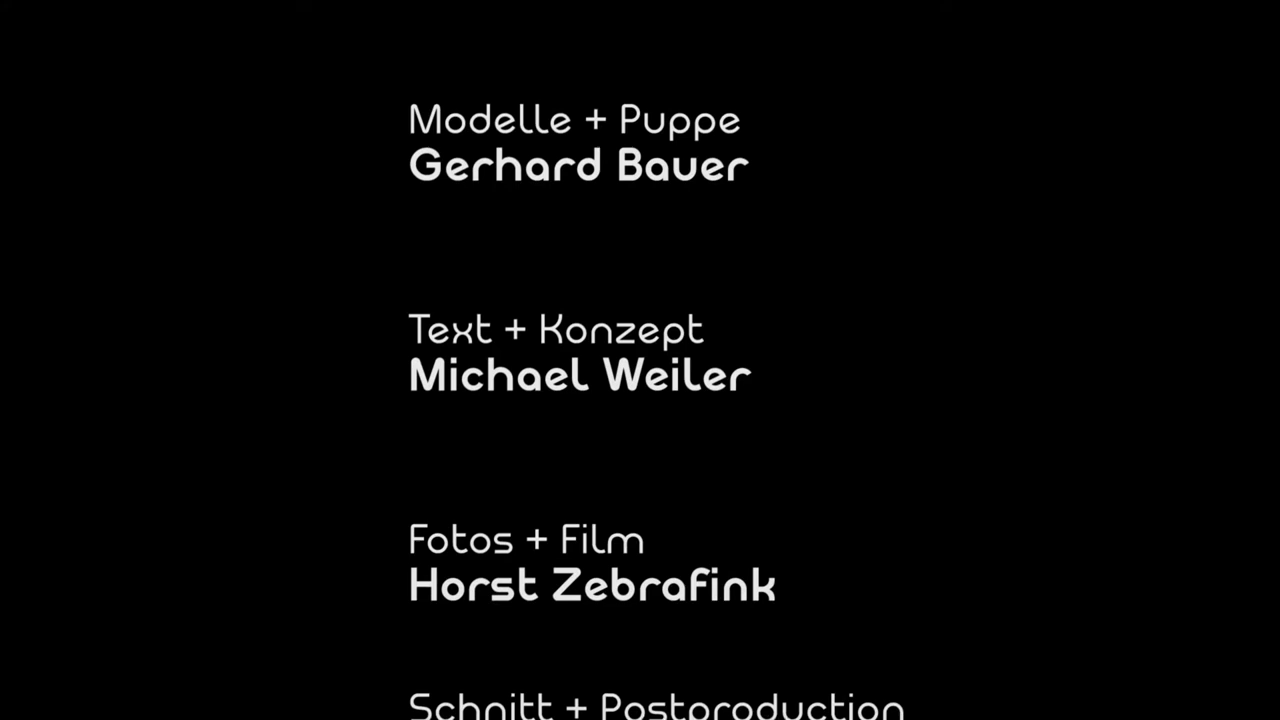 Modelle + Puppe
Gerhard Bauer
Text + Konzept
Michael Weiler
Fotos + Film
Horst Zebrafink
Schnitt + Postproduction